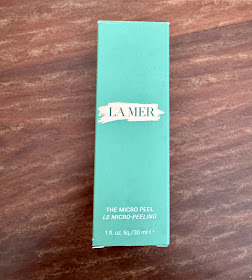 LA MER
THE MICRO PEEL
LE MICRO-PEELING
1 fl. oz. liq./30 ml ℮